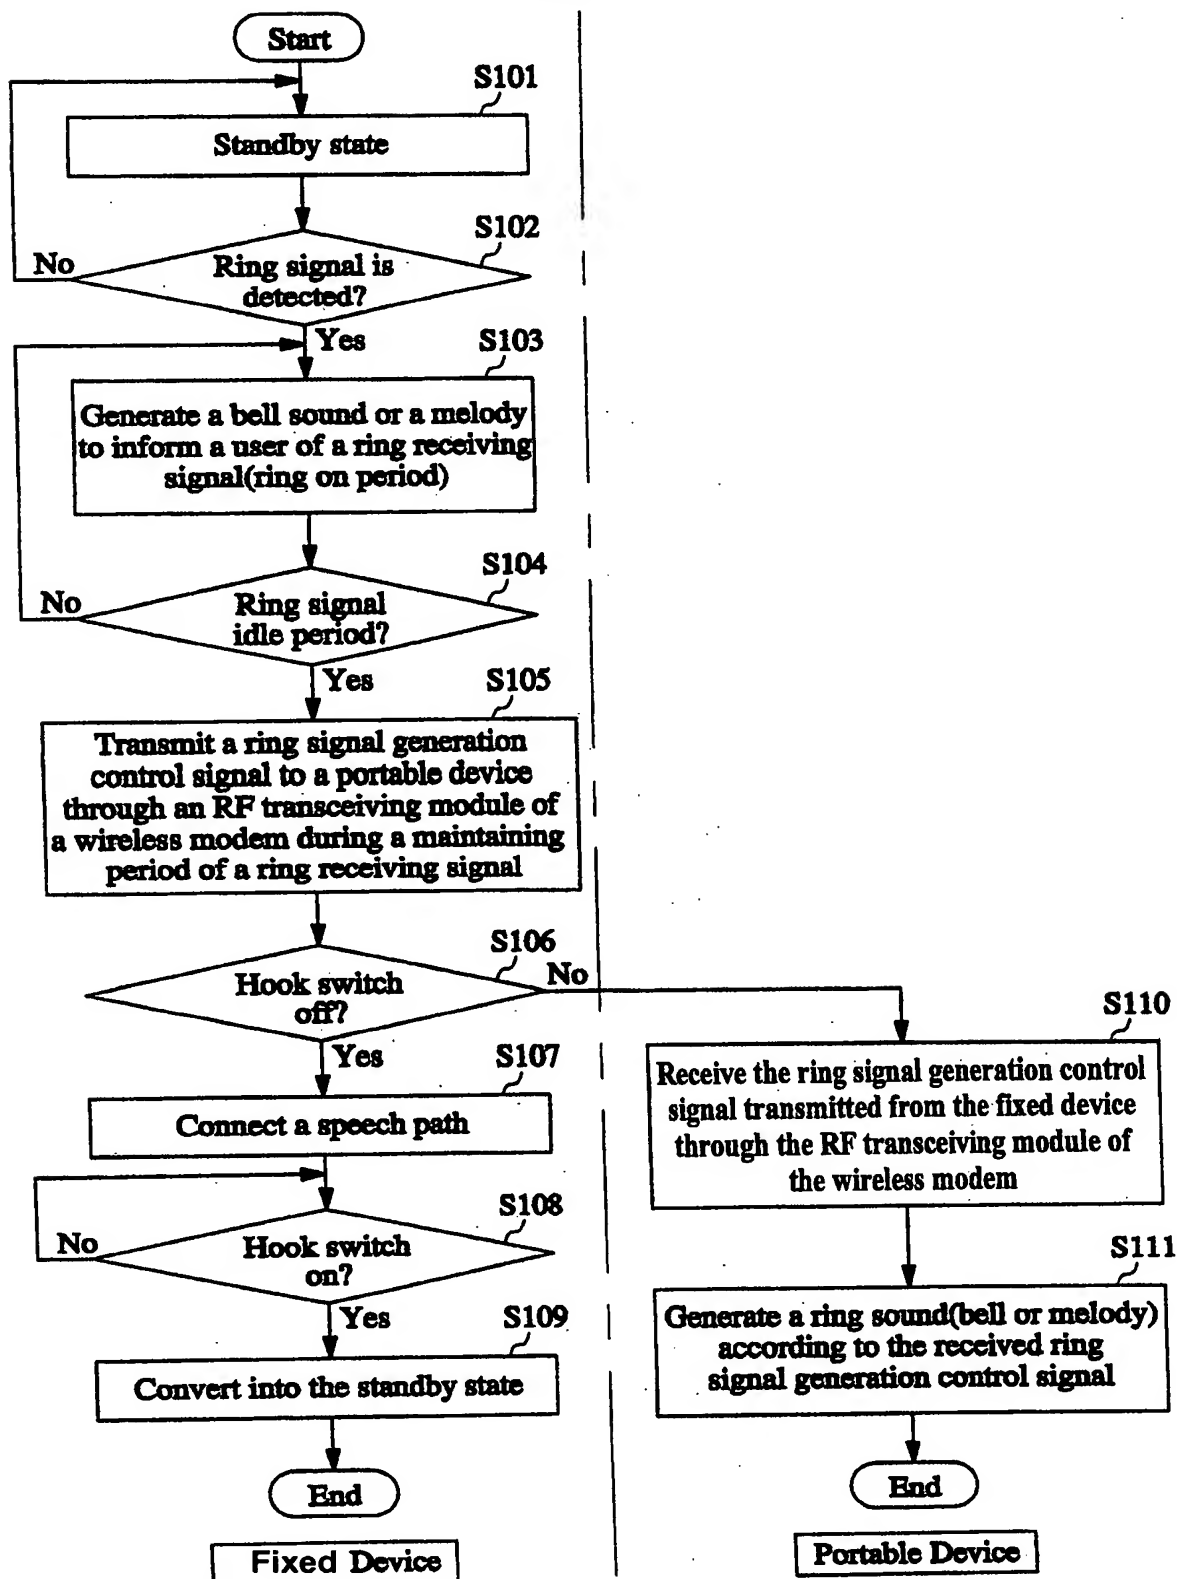 Start
S101
Standby state
S102
No
Ring signal is
detected?
Yes
S103
Generate a bell sound or a melody
to inform a user of a ring receiving
signal(ring on period)
S104
No
Ring signal
idle period?
Yes
S105
Transmit a ring signal generation
control signal to a portable device
through an RF transceiving module of
a wireless modem during a maintaining
period of a ring receiving signal
S106
No
Hook switch
off?
Yes
S107
Connect a speech path
S108
No
Hook switch
on?
Yes
S109
Convert into the standby state
End
Fixed Device
S110
Receive the ring signal generation control
signal transmitted from the fixed device
through the RF transceiving module of
the wireless modem
S111
Generate a ring sound(bell or melody)
according to the received ring
signal generation control signal
End
Portable Device